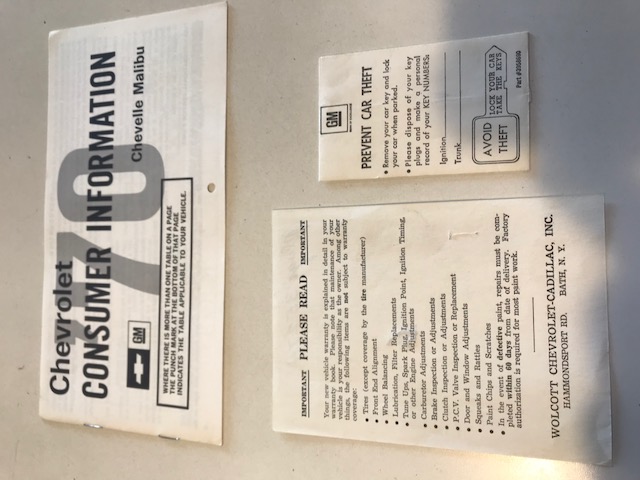 Chevrolet
70
CONSUMER INFORMATION
Chevelle Malibu
GM
WHERE THERE IS MORE THAN ONE TABLE ON A PAGE
THE PUNCH MARK AT THE BOTTOM OF THAT PAGE
INDICATES THE TABLE APPLICABLE TO YOUR VEHICLE.
GM
PREVENT CAR THEFT
• Remove your car key and lock
your car when parked.
• Please dispose of your key
plugs and make a personal
record of your KEY NUMBERS:
Ignition
Trunk
AVOID
THEFT
LOCK YOUR CAR
TAKE THE KEYS
IMPORTANT PLEASE READ IMPORTANT
Your new vehicle warranty is explained in detail in your
warranty book. Please note that maintenance of your
vehicle is your responsibility as the owner. Among other
things, the following items are not subject to warranty
coverage:
• Tires (except coverage by the tire manufacturer)
• Front End Alignment
• Wheel Balancing
• Lubrication, Filter Replacements
• Tune Ups, Spark Plug, Ignition Point, Ignition Timing,
or other Engine Adjustments
• Carburetor Adjustments
• Brake Inspection or Adjustments
• Clutch Inspection or Adjustments
• P.C.V. Valve Inspection or Replacement
• Door and Window Adjustments
• Squeaks and Rattles
• Paint Chips and Scratches
• In the event of defective paint, repairs must be com-
pleted within 60 days from date of delivery. Factory
authorization is required for most paint work.
WOLCOTT CHEVROLET-CADILLAC, INC.
HAMMONDSPORT RD. BATH, N. Y.